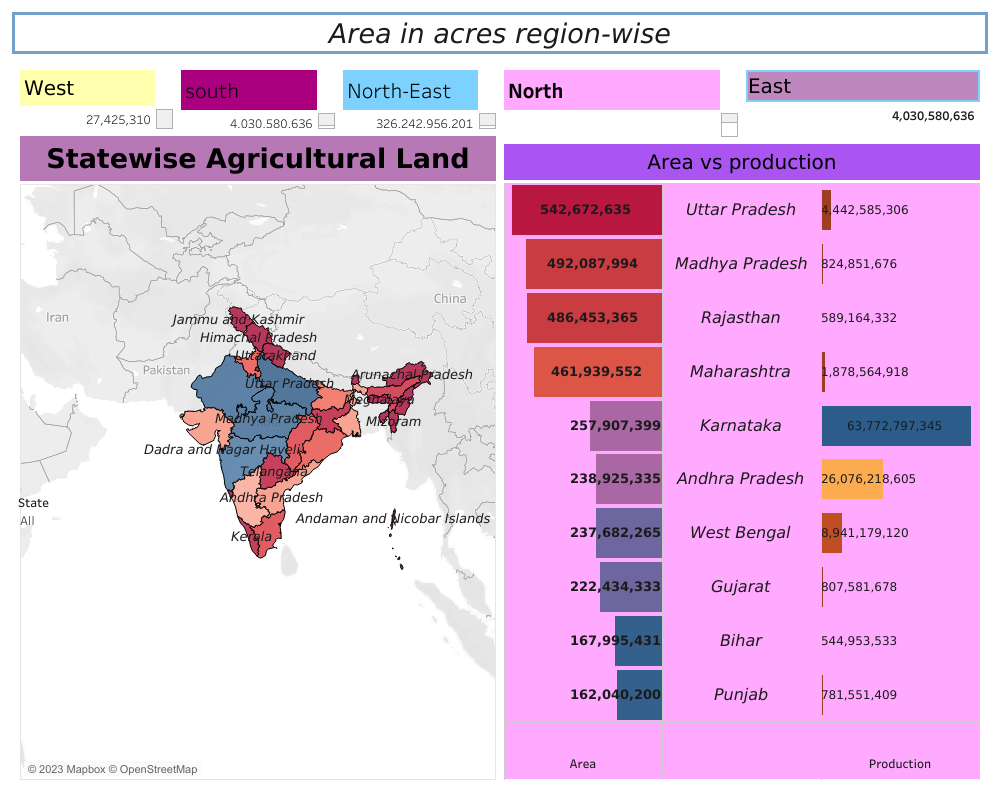 Area in acres region-wise
West
south
North-East
North
East
27,425,310
4.030.580.636
326.242.956.201
4,030,580,636
Statewise Agricultural Land
Iran
China
Pakistan
Jammu and Kashmir
Himachal Pradesh
Uttarakhand
Arunachal Pradesh
Uttar Pradesh
Meghalaya
Madhya Pradesh
Mizoram
Dadra and Nagar Haveli
Telangana
Andhra Pradesh
Andaman and Nicobar Islands
Kerala
State
All
© 2023 Mapbox © OpenStreetMap
Area vs production
542,672,635 Uttar Pradesh 4,442,585,306
492,087,994 Madhya Pradesh 824,851,676
486,453,365 Rajasthan 589,164,332
461,939,552 Maharashtra 1,878,564,918
257,907,399 Karnataka 63,772,797,345
238,925,335 Andhra Pradesh 26,076,218,605
237,682,265 West Bengal 8,941,179,120
222,434,333 Gujarat 807,581,678
167,995,431 Bihar 544,953,533
162,040,200 Punjab 781,551,409
Area Production